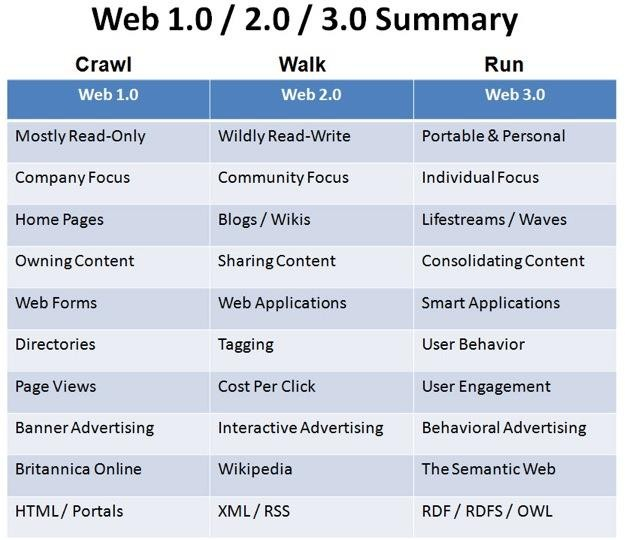 Web 1.0 / 2.0 / 3.0 Summary
Crawl Walk Run
Web 1.0 Web 2.0 Web 3.0
Mostly Read-Only Wildly Read-Write Portable & Personal
Company Focus Community Focus Individual Focus
Home Pages Blogs / Wikis Lifestreams / Waves
Owning Content Sharing Content Consolidating Content
Web Forms Web Applications Smart Applications
Directories Tagging User Behavior
Page Views Cost Per Click User Engagement
Banner Advertising Interactive Advertising Behavioral Advertising
Britannica Online Wikipedia The Semantic Web
HTML / Portals XML / RSS RDF / RDFS / OWL